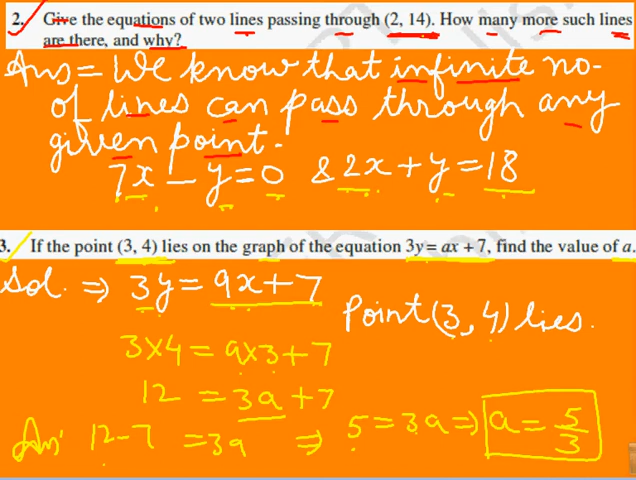 2. Give the equations of two lines passing through (2, 14). How many more such lines
are there, and why?
Ans = We know that infinite no-
of lines can pass through any
given point.
7x - y = 0 & 2x + y = 18
3. If the point (3, 4) lies on the graph of the equation 3y = ax + 7, find the value of a.
Sol. ⇒ 3y = ax + 7
Point (3, 4) lies.
3 × 4 = a × 3 + 7
12 = 3a + 7
Ans 12 - 7 = 3a ⇒ 5 = 3a ⇒ a = 5/3